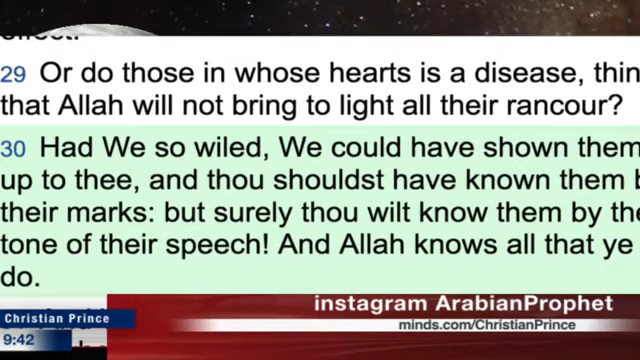 29 Or do those in whose hearts is a disease, thin
that Allah will not bring to light all their rancour?
30 Had We so wiled, We could have shown them
up to thee, and thou shouldst have known them b
their marks: but surely thou wilt know them by the
tone of their speech! And Allah knows all that ye
do.
instagram ArabianProphet
Christian Prince
minds.com/ChristianPrince
9:42